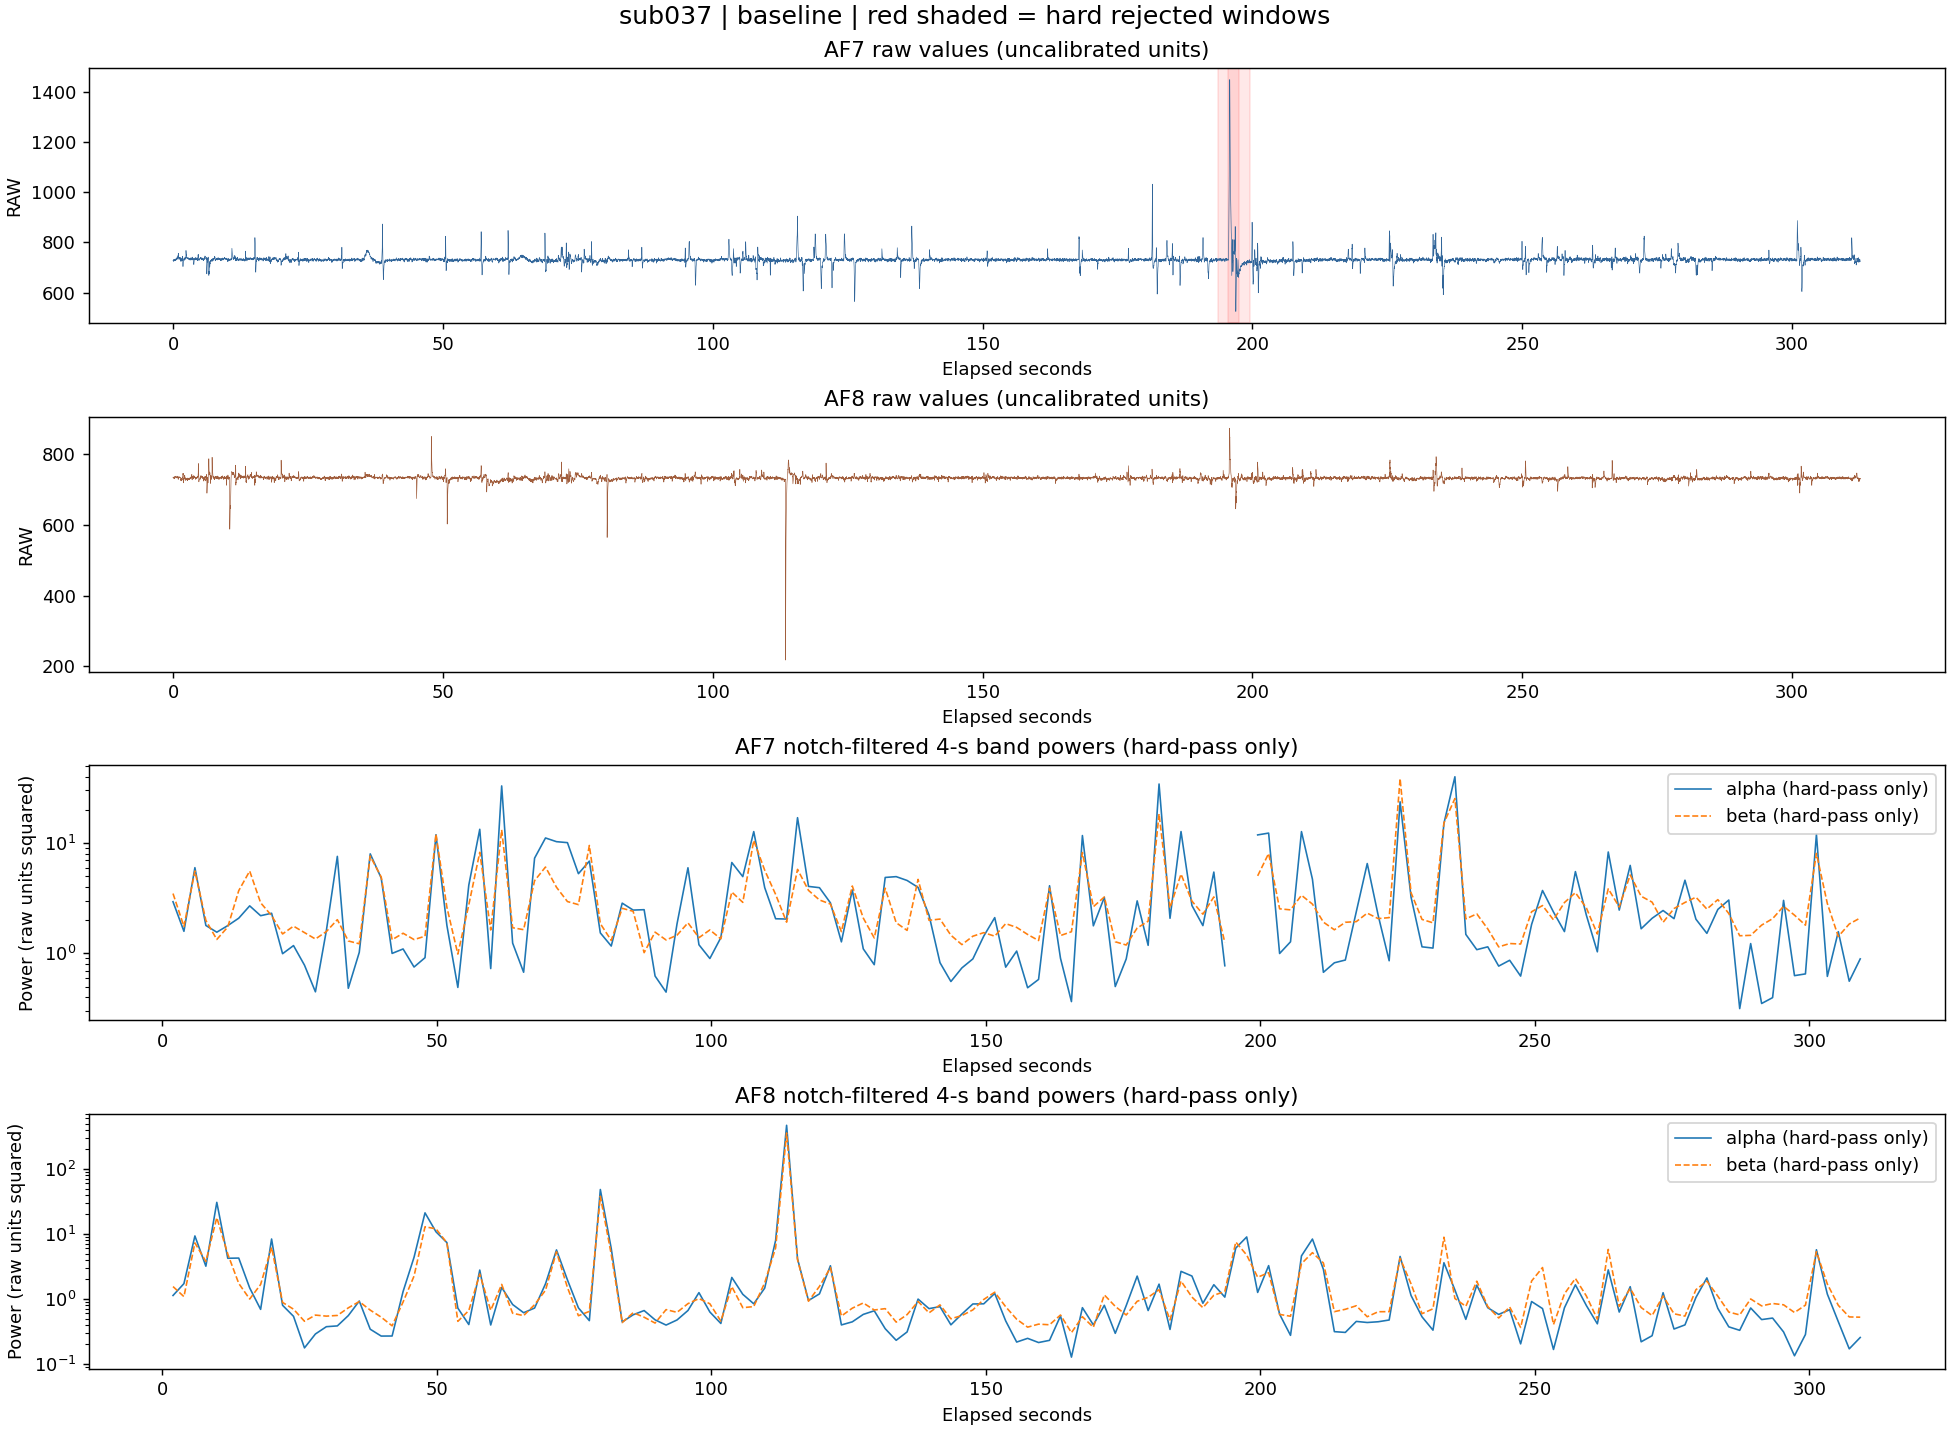 sub037 | baseline | red shaded = hard rejected windows
AF7 raw values (uncalibrated units)
RAW
1400
1200
1000
800
600
0 50 100 150 200 250 300
Elapsed seconds
AF8 raw values (uncalibrated units)
RAW
800
600
400
200
0 50 100 150 200 250 300
Elapsed seconds
AF7 notch-filtered 4-s band powers (hard-pass only)
Power (raw units squared)
10¹
10⁰
alpha (hard-pass only)
beta (hard-pass only)
0 50 100 150 200 250 300
Elapsed seconds
AF8 notch-filtered 4-s band powers (hard-pass only)
Power (raw units squared)
10²
10¹
10⁰
10⁻¹
alpha (hard-pass only)
beta (hard-pass only)
0 50 100 150 200 250 300
Elapsed seconds